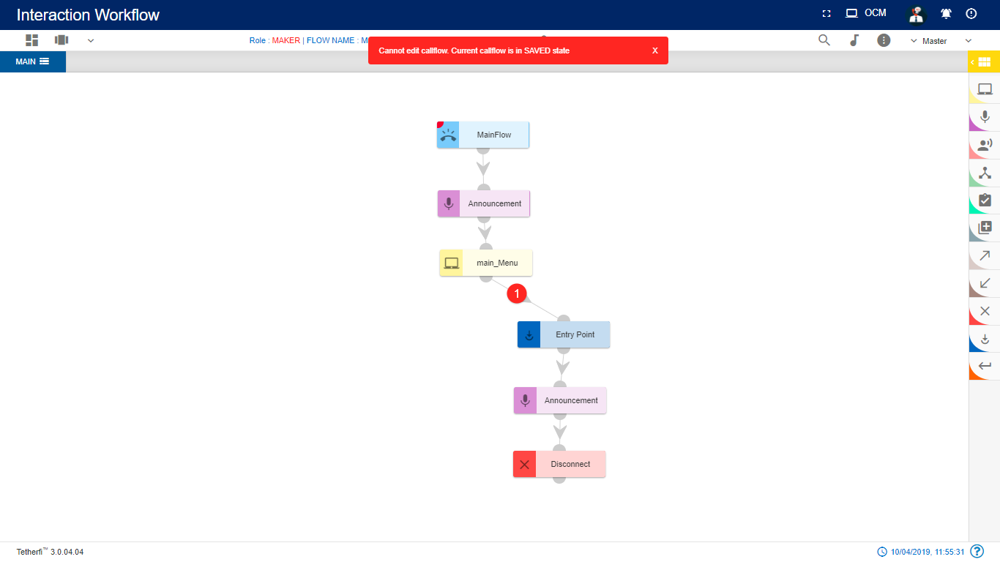 Interaction Workflow
OCM
Role : MAKER | FLOW NAME : M
Cannot edit callflow. Current callflow is in SAVED state
X
Master
MAIN
MainFlow
Announcement
main_Menu
1
Entry Point
Announcement
Disconnect
Tetherfi™ 3.0.04.04
10/04/2019, 11:55:31